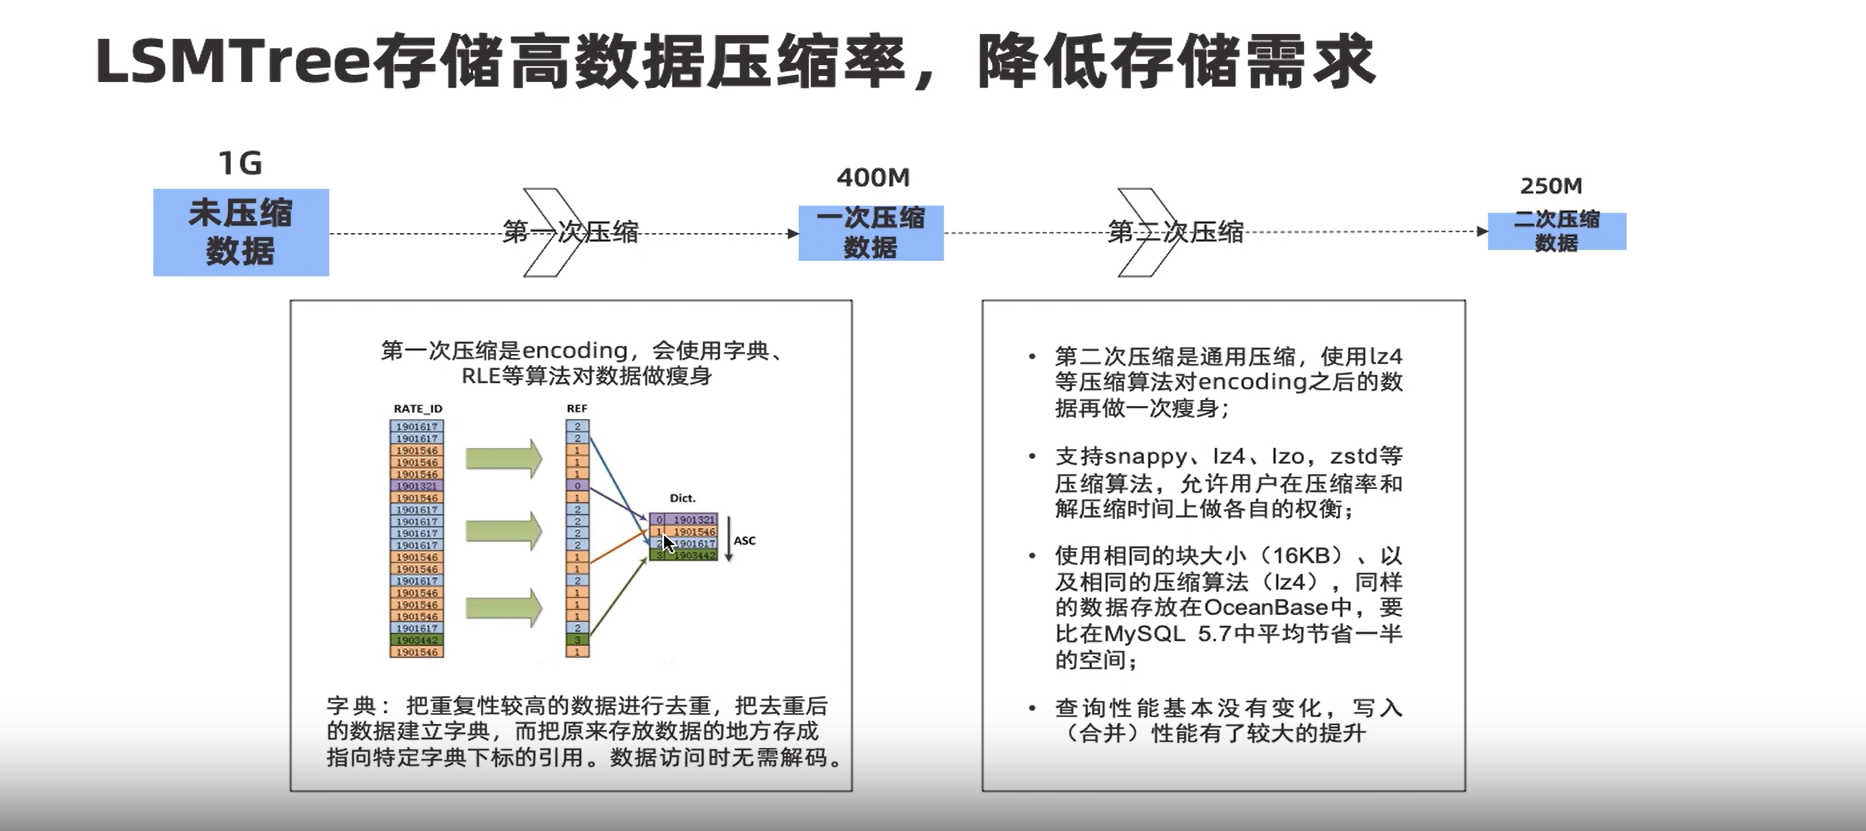 LSMTree存储高数据压缩率，降低存储需求
1G
未压缩
数据
第一次压缩
400M
一次压缩
数据
第二次压缩
250M
二次压缩
数据
第一次压缩是encoding，会使用字典、
RLE等算法对数据做瘦身
RATE_ID
1901617
1901617
1901546
1901546
1901546
1901321
1901546
1901617
1901617
1901617
1901617
1901546
1901546
1901617
1901546
1901546
1901546
1901617
1903442
1901546
REF
2
2
1
1
1
0
1
2
2
2
2
1
1
2
1
1
1
2
3
1
Dict.
0 1901321
1 1901546
2 1901617
3 1903442
ASC
字典：把重复性较高的数据进行去重，把去重后
的数据建立字典，而把原来存放数据的地方存成
指向特定字典下标的引用。数据访问时无需解码。
• 第二次压缩是通用压缩，使用lz4
等压缩算法对encoding之后的数
据再做一次瘦身；
• 支持snappy、lz4、lzo，zstd等
压缩算法，允许用户在压缩率和
解压缩时间上做各自的权衡；
• 使用相同的块大小（16KB）、以
及相同的压缩算法（lz4），同样
的数据存放在OceanBase中，要
比在MySQL 5.7中平均节省一半
的空间；
• 查询性能基本没有变化，写入
（合并）性能有了较大的提升